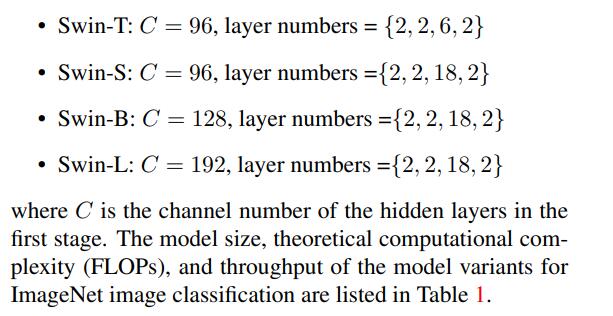 • Swin-T: C = 96, layer numbers = {2, 2, 6, 2}
• Swin-S: C = 96, layer numbers ={2, 2, 18, 2}
• Swin-B: C = 128, layer numbers ={2, 2, 18, 2}
• Swin-L: C = 192, layer numbers ={2, 2, 18, 2}
where C is the channel number of the hidden layers in the
first stage. The model size, theoretical computational com-
plexity (FLOPs), and throughput of the model variants for
ImageNet image classification are listed in Table 1.